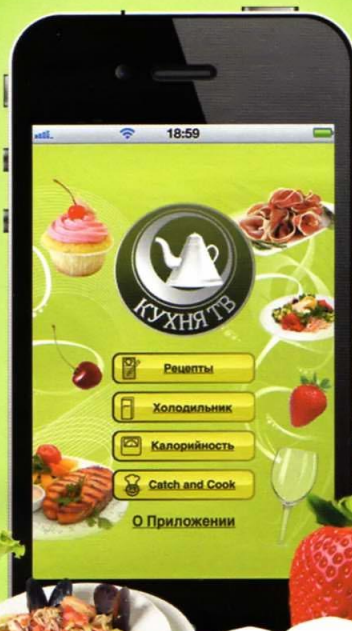 18:59
КУХНЯ ТВ
Рецепты
Холодильник
Калорийность
Catch and Cook
О Приложении